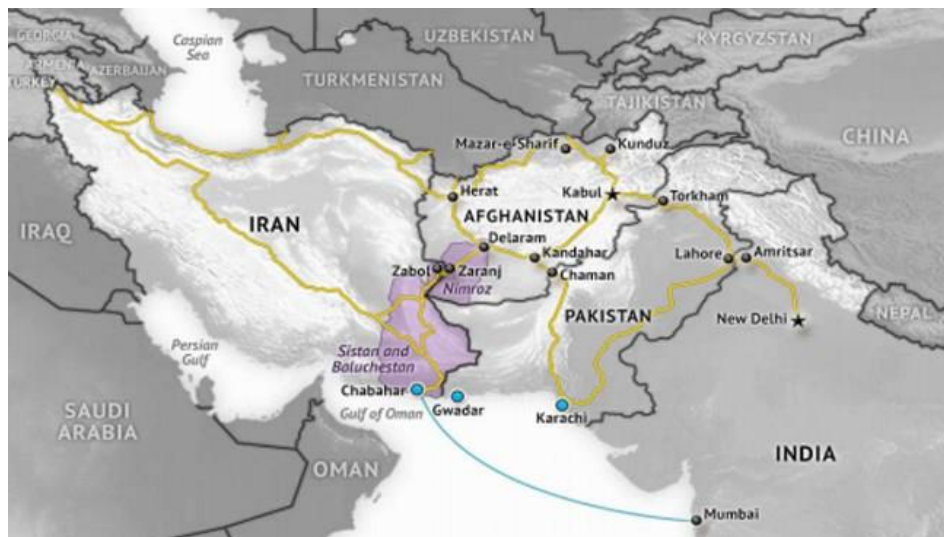 GEORGIA
Caspian
Sea
UZBEKISTAN
KYRGYZSTAN
ARMENIA
TURKEY
AZERBAIJAN
TURKMENISTAN
TAJIKISTAN
CHINA
Mazar-e-Sharif
Kunduz
Herat
Kabul
Torkham
IRAQ
IRAN
AFGHANISTAN
Delaram
Kandahar
Lahore
Amritsar
Zabol
Zaranj
Chaman
Nimroz
PAKISTAN
New Delhi
NEPAL
Persian
Gulf
Sistan and
Baluchestan
Chabahar
Gulf of Oman
Gwadar
Karachi
SAUDI
ARABIA
OMAN
INDIA
Mumbai